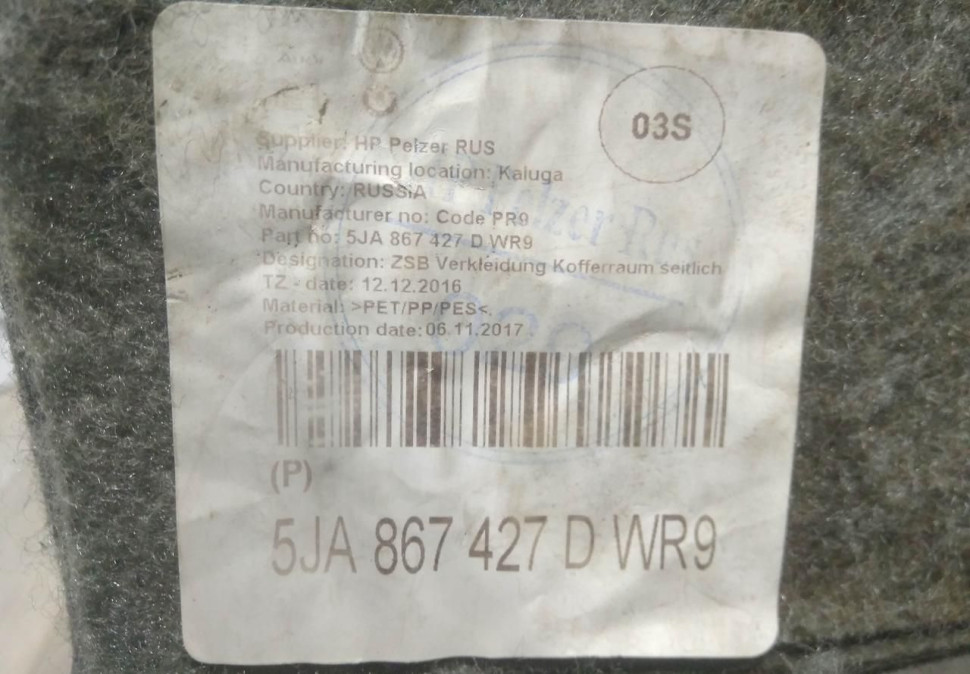 03S
Supplier: HP Pelzer RUS
Manufacturing location: Kaluga
Country: RUSSIA
Manufacturer no: Code PR9
Part no: 5JA 867 427 D WR9
Designation: ZSB Verkleidung Kofferraum seitlich
TZ - date: 12.12.2016
Material: >PET/PP/PES<.
Production date: 06.11.2017
Pelzer Rus
(P)
5JA 867 427 D WR9